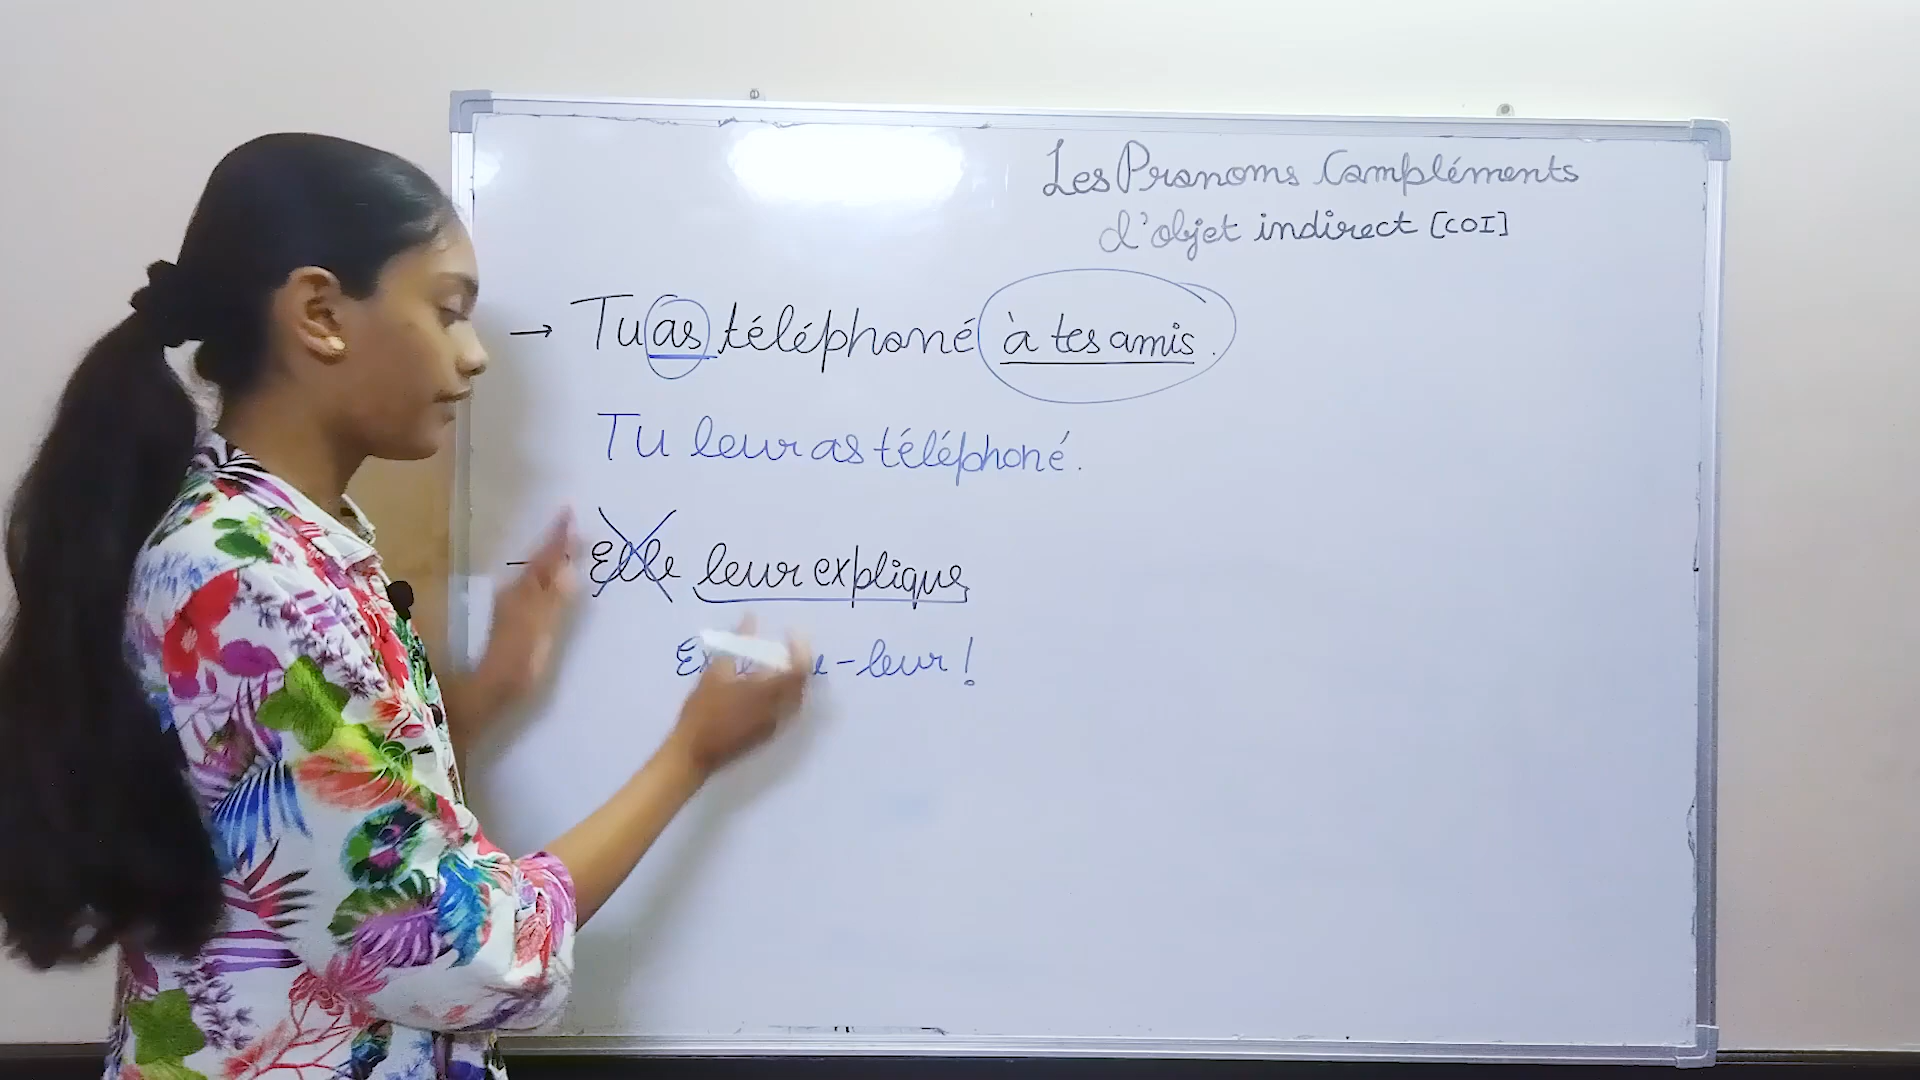 Les Pronoms Compléments
d'objet indirect [COI]
→ Tu as téléphoné à tes amis.
Tu leur as téléphoné.
Elle leur explique
-leur!